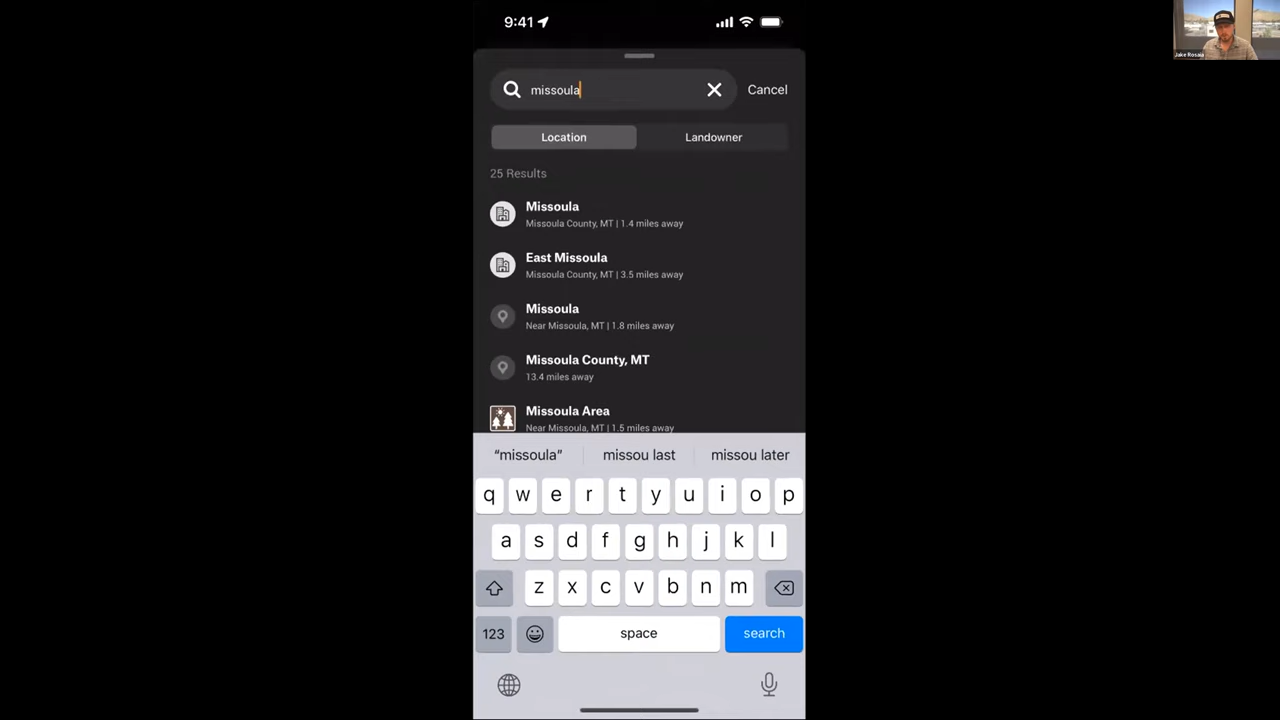 9:41
missoula
Cancel
Location
Landowner
25 Results
Missoula
Missoula County, MT | 1.4 miles away
East Missoula
Missoula County, MT | 3.5 miles away
Missoula
Near Missoula, MT | 1.8 miles away
Missoula County, MT
13.4 miles away
Missoula Area
Near Missoula, MT | 1.5 miles away
“missoula”
missou last
missou later
q w e r t y u i o p
a s d f g h j k l
z x c v b n m
123
space
search
Jake Rosaia